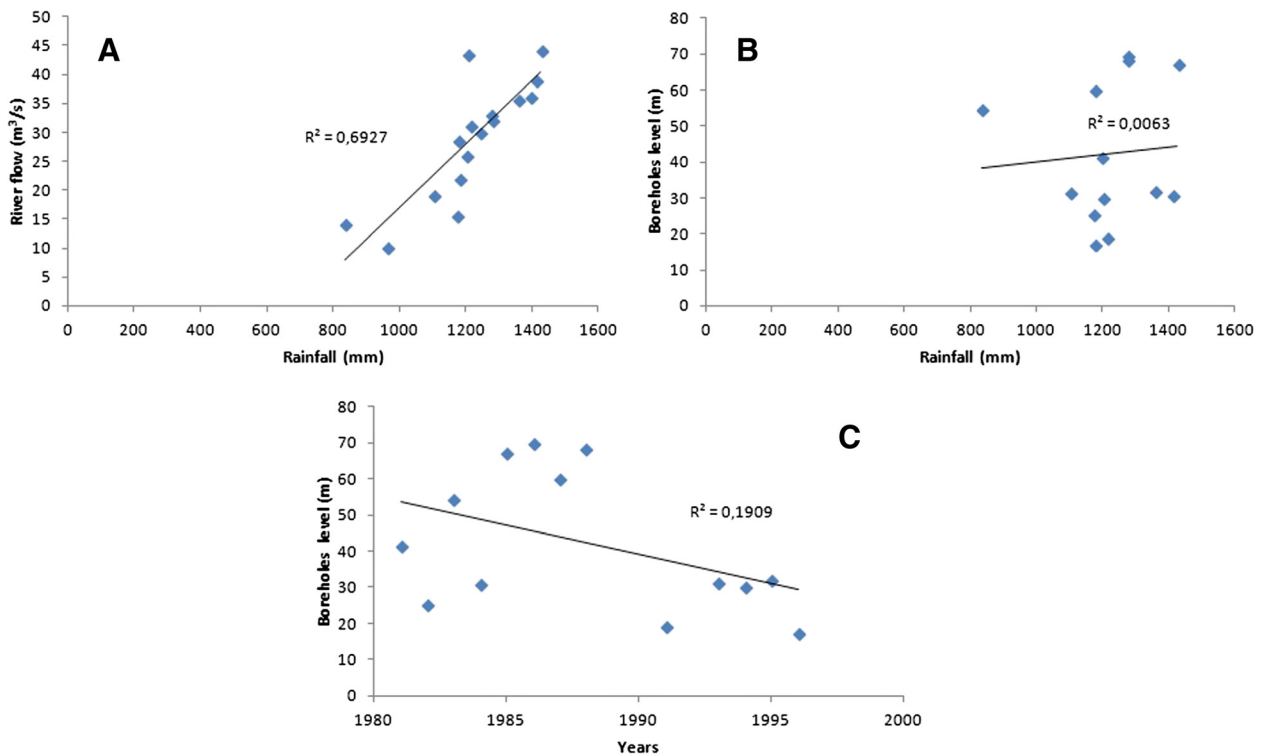 A
River flow (m³/s)
50
45
40
35
30
25
20
15
10
5
0
R² = 0,6927
0 200 400 600 800 1000 1200 1400 1600
Rainfall (mm)
B
Boreholes level (m)
80
70
60
50
40
30
20
10
0
R² = 0,0063
0 200 400 600 800 1000 1200 1400 1600
Rainfall (mm)
C
Boreholes level (m)
80
70
60
50
40
30
20
10
0
R² = 0,1909
1980 1985 1990 1995 2000
Years